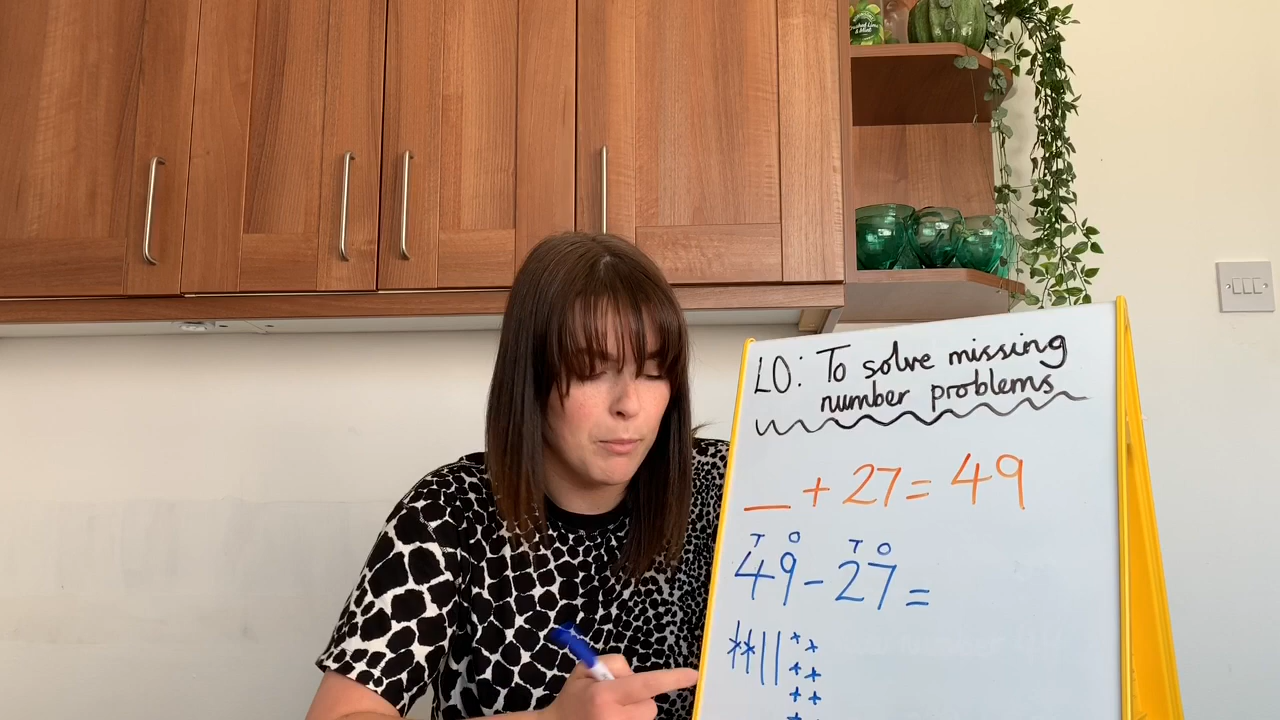 LO: To solve missing
number problems
_ + 27 = 49
T O T O
49 - 27 =